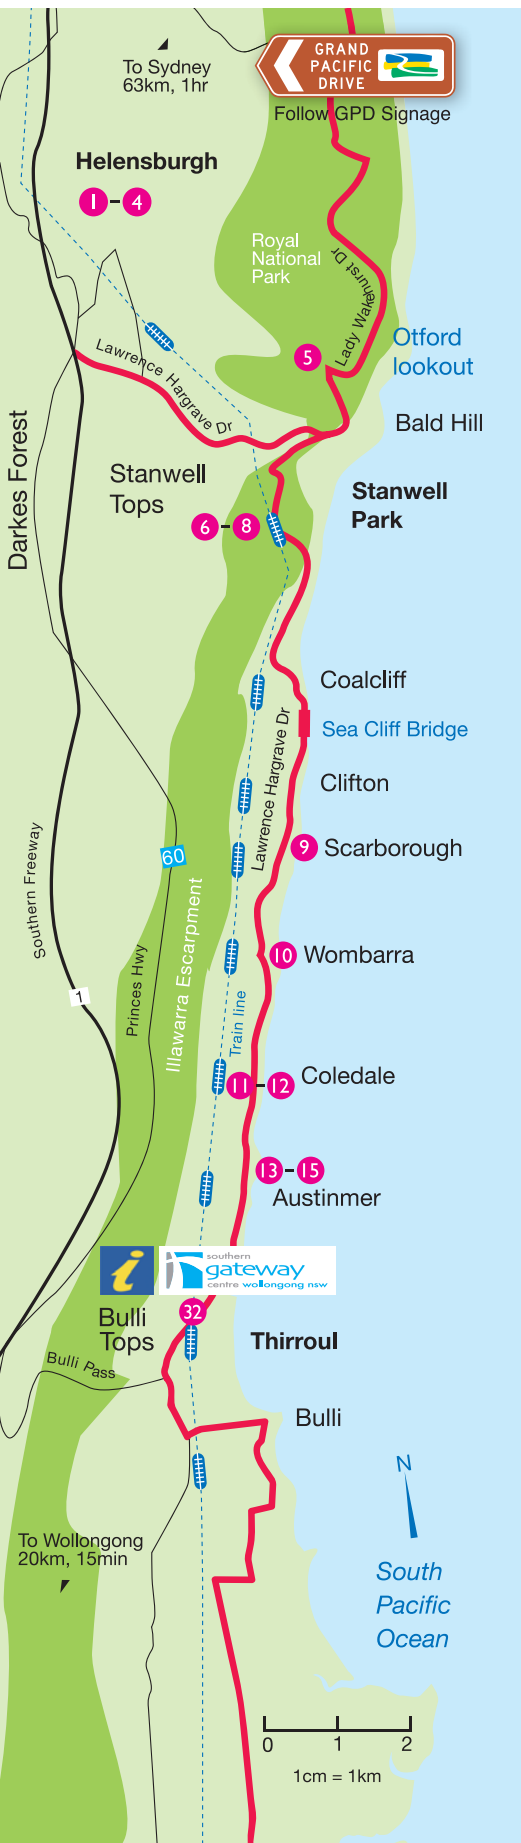 To Sydney
63km, 1hr
GRAND
PACIFIC
DRIVE
Follow GPD Signage
Helensburgh
1 - 4
Royal
National
Park
Lady Wakehurst Dr
5
Otford
lookout
Lawrence Hargrave Dr
Bald Hill
Darkes Forest
Stanwell
Tops
Stanwell
Park
6 - 8
Coalcliff
Sea Cliff Bridge
Lawrence Hargrave Dr
Clifton
9 Scarborough
60
Southern Freeway
Illawarra Escarpment
Princes Hwy
10 Wombarra
1
Train line
11 - 12 Coledale
13 - 15
Austinmer
i
southern
gateway
centre wollongong nsw
32
Bulli
Tops
Thirroul
Bulli Pass
Bulli
N
To Wollongong
20km, 15min
South
Pacific
Ocean
0 1 2
1cm = 1km